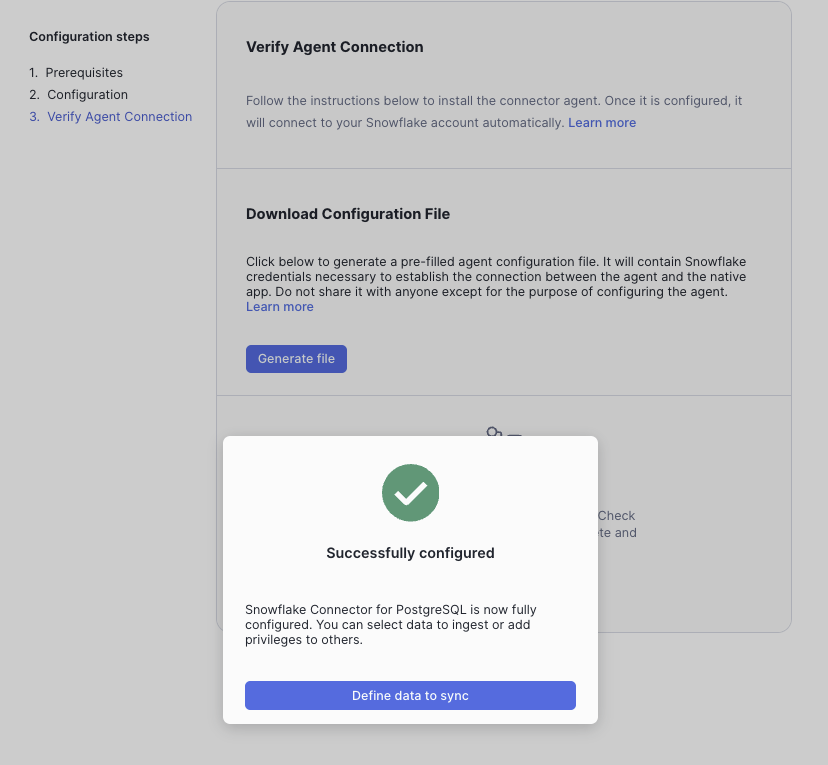 Configuration steps
1. Prerequisites
2. Configuration
3. Verify Agent Connection
Verify Agent Connection
Follow the instructions below to install the connector agent. Once it is configured, it
will connect to your Snowflake account automatically. Learn more
Download Configuration File
Click below to generate a pre-filled agent configuration file. It will contain Snowflake
credentials necessary to establish the connection between the agent and the native
app. Do not share it with anyone except for the purpose of configuring the agent.
Learn more
Generate file
Check
and
Successfully configured
Snowflake Connector for PostgreSQL is now fully
configured. You can select data to ingest or add
privileges to others.
Define data to sync